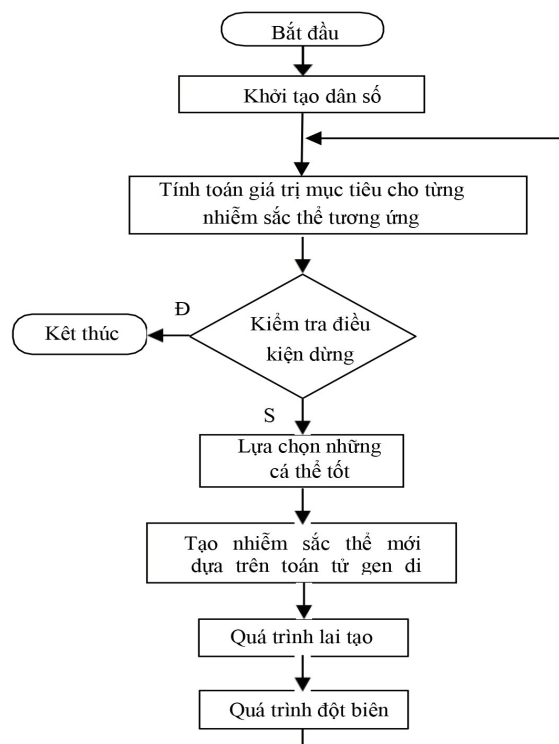 Bắt đầu
Khởi tạo dân số
Tính toán giá trị mục tiêu cho từng
nhiễm sắc thể tương ứng
Kiểm tra điều
kiện dừng
Đ
Kêt thúc
S
Lựa chọn những
cá thể tốt
Tạo nhiễm sắc thể mới
dựa trên toán tử gen di
Quá trình lai tạo
Quá trình đột biên